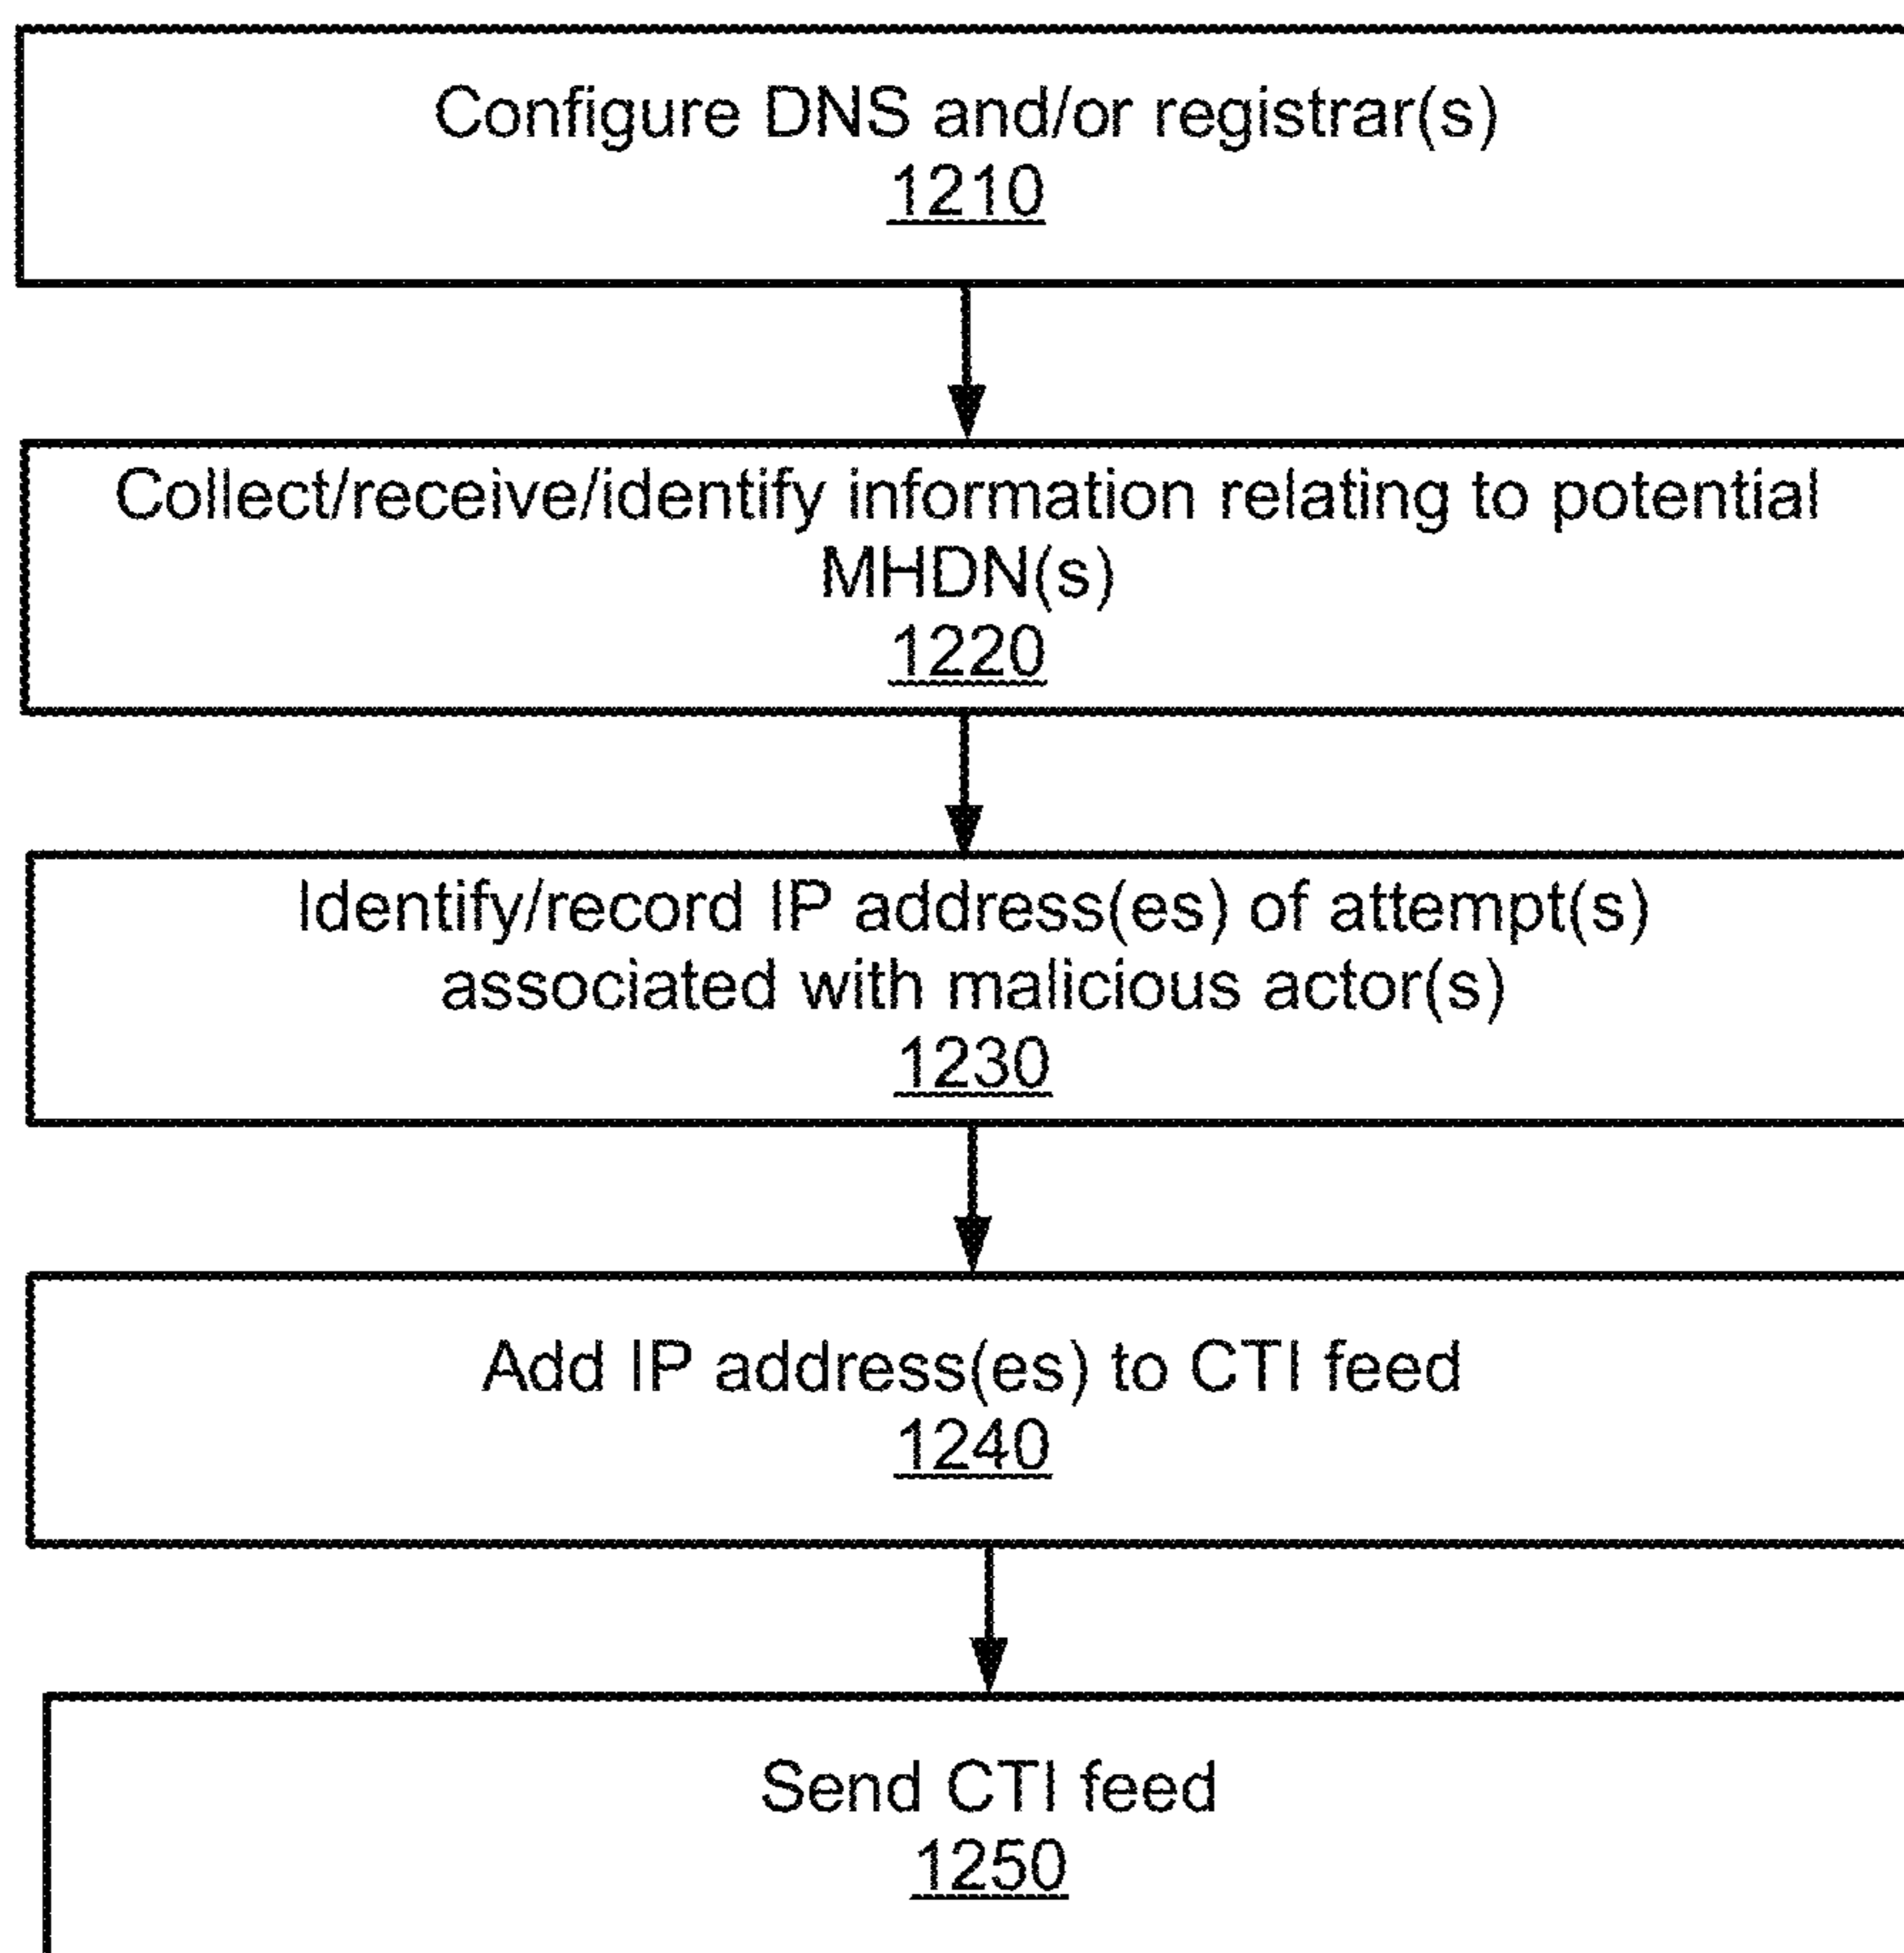 Configure DNS and/or registrar(s)
1210
Collect/receive/identify information relating to potential
MHDN(s)
1220
Identify/record IP address(es) of attempt(s)
associated with malicious actor(s)
1230
Add IP address(es) to CTI feed
1240
Send CTI feed
1250